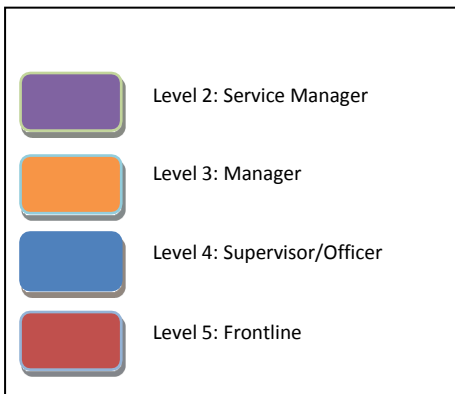 Level 2: Service Manager
Level 3: Manager
Level 4: Supervisor/Officer
Level 5: Frontline